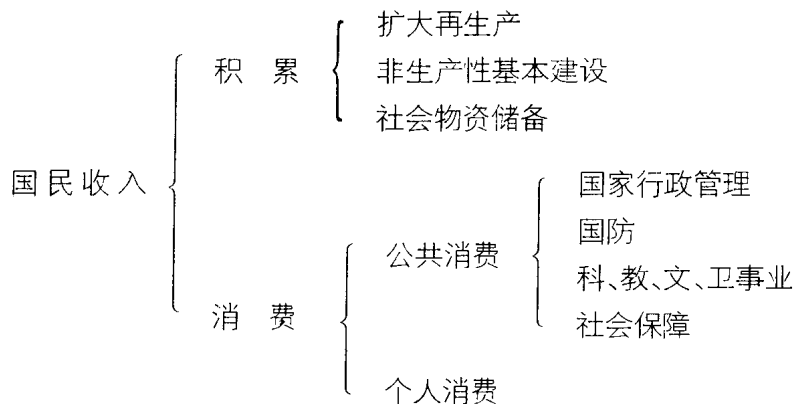 扩大再生产
积 累
非生产性基本建设
社会物资储备
国民收入
国家行政管理
国防
公共消费
科、教、文、卫事业
消 费
社会保障
个人消费